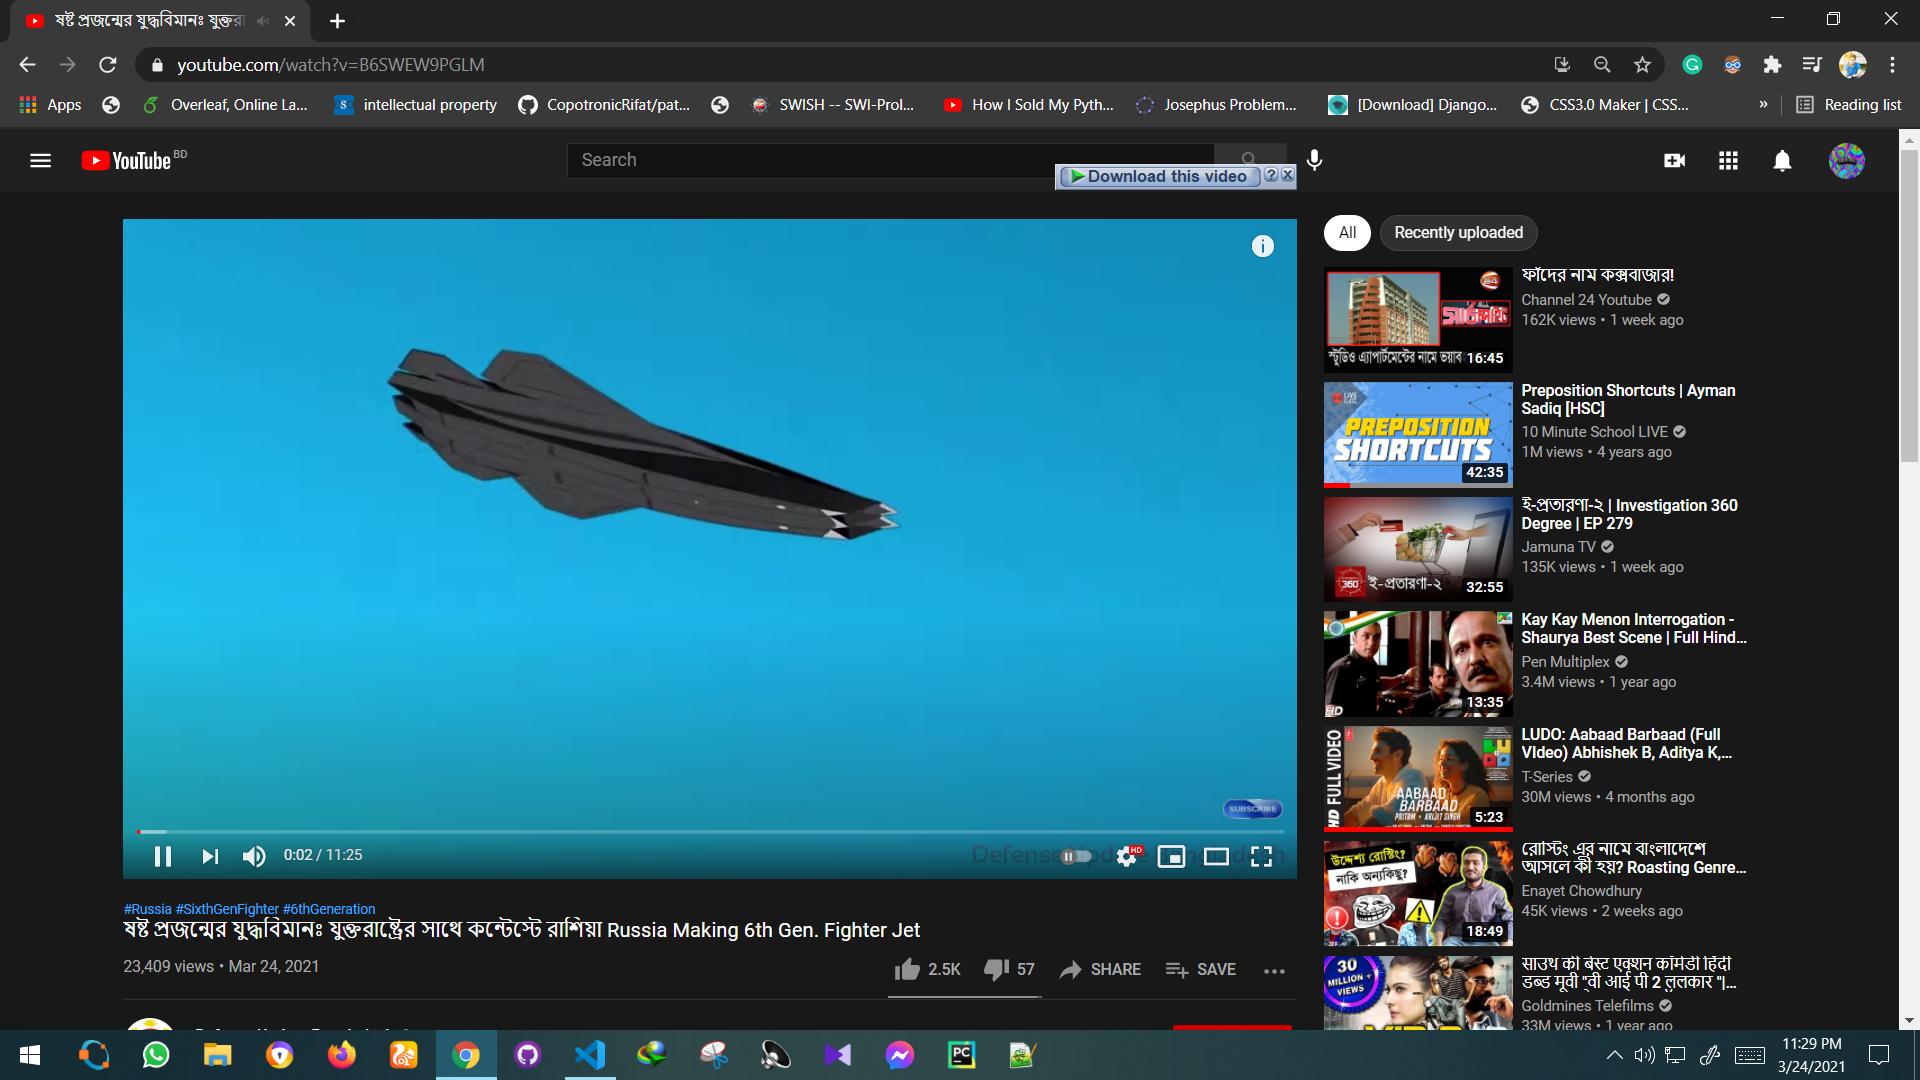 ষষ্ট প্রজন্মের যুদ্ধবিমানঃ যুক্তরা
youtube.com/watch?v=B6SWEW9PGLM
Apps
Overleaf, Online La...
intellectual property
CopotronicRifat/pat...
SWISH -- SWI-Prol...
How I Sold My Pyth...
Josephus Problem...
[Download] Django...
CSS3.0 Maker | CSS...
»
Reading list
YouTube BD
Search
Download this video
All
Recently uploaded
ফাঁদের নাম কক্সবাজার!
Channel 24 Youtube
162K views • 1 week ago
24
স্টুডিও এ্যাপার্টমেন্টের নামে ভয়াব
16:45
Preposition Shortcuts | Ayman
Sadiq [HSC]
10 Minute School LIVE
1M views • 4 years ago
LIVE
PREPOSITION
SHORTCUTS
42:35
ই-প্রতারণা-২ | Investigation 360
Degree | EP 279
Jamuna TV
135K views • 1 week ago
360
ই-প্রতারণা-২
32:55
Kay Kay Menon Interrogation -
Shaurya Best Scene | Full Hind...
Pen Multiplex
3.4M views • 1 year ago
HD
13:35
LUDO: Aabaad Barbaad (Full
VIdeo) Abhishek B, Aditya K,...
T-Series
30M views • 4 months ago
HD FULL VIDEO
AABAAD
BARBAAD
PRITAM • ARIJIT SINGH
5:23
রোস্টিং এর নামে বাংলাদেশে
আসলে কী হয়? Roasting Genre...
Enayet Chowdhury
45K views • 2 weeks ago
উদ্দেশ্য রোস্টিং?
নাকি অন্যকিছু?
18:49
साउथ की बेस्ट एक्शन कॉमेडी हिंदी
डब्ड मूवी "वी आई पी 2 ललकार "|...
Goldmines Telefilms
33M views • 1 year ago
30
MILLION +
VIEWS
SUBSCRIBE
0:02 / 11:25
HD
#Russia #SixthGenFighter #6thGeneration
ষষ্ট প্রজন্মের যুদ্ধবিমানঃ যুক্তরাষ্ট্রের সাথে কন্টেস্টে রাশিয়া Russia Making 6th Gen. Fighter Jet
23,409 views • Mar 24, 2021
2.5K
57
SHARE
SAVE
11:29 PM
3/24/2021